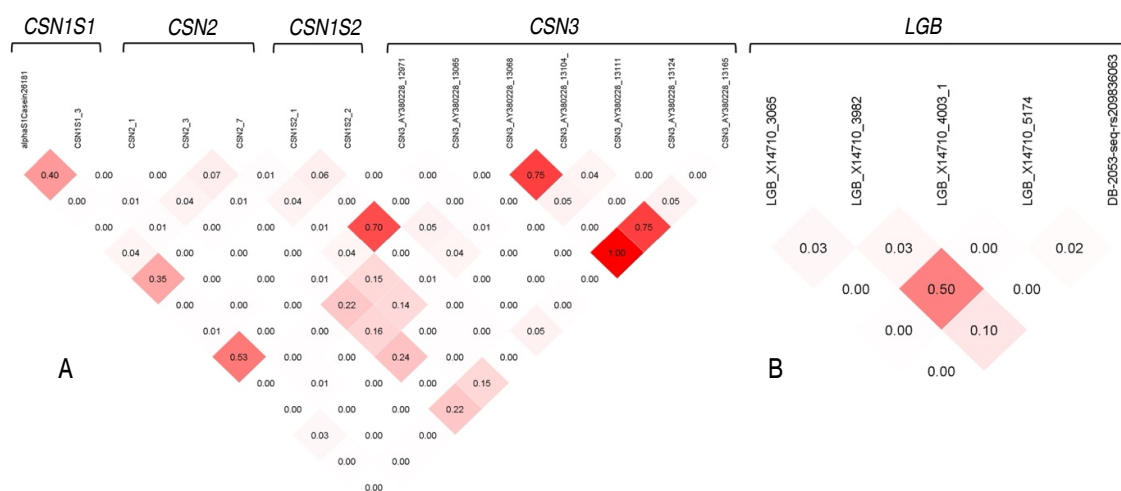 CSN1S1 CSN2 CSN1S2 CSN3
alphaS1Casein26181
CSN1S1_3
CSN2_1
CSN2_3
CSN2_7
CSN1S2_1
CSN1S2_2
CSN3_AY380228_12971
CSN3_AY380228_13065
CSN3_AY380228_13068
CSN3_AY380228_13104_
CSN3_AY380228_13111
CSN3_AY380228_13124
CSN3_AY380228_13165
0.40 0.00 0.00 0.07 0.01 0.06 0.00 0.00 0.00 0.75 0.04 0.00 0.00
0.00 0.01 0.04 0.01 0.04 0.00 0.00 0.00 0.00 0.05 0.00 0.05
0.00 0.01 0.00 0.00 0.01 0.70 0.05 0.01 0.00 0.00 0.75
0.04 0.00 0.00 0.00 0.04 0.00 0.04 0.00 0.00 1.00
0.35 0.00 0.00 0.01 0.15 0.01 0.00 0.00 0.00
0.00 0.00 0.00 0.22 0.14 0.00 0.00 0.00
0.01 0.00 0.00 0.16 0.00 0.00 0.05
0.53 0.00 0.00 0.24 0.00 0.00
0.00 0.01 0.00 0.00 0.15
0.00 0.00 0.00 0.22
0.03 0.00 0.00
0.00 0.00
0.00
A
LGB
LGB_X14710_3065
LGB_X14710_3982
LGB_X14710_4003_1
LGB_X14710_5174
DB-2053-seq-rs209836063
0.03 0.03 0.00 0.02
0.00 0.50 0.00
0.00 0.10
0.00
B